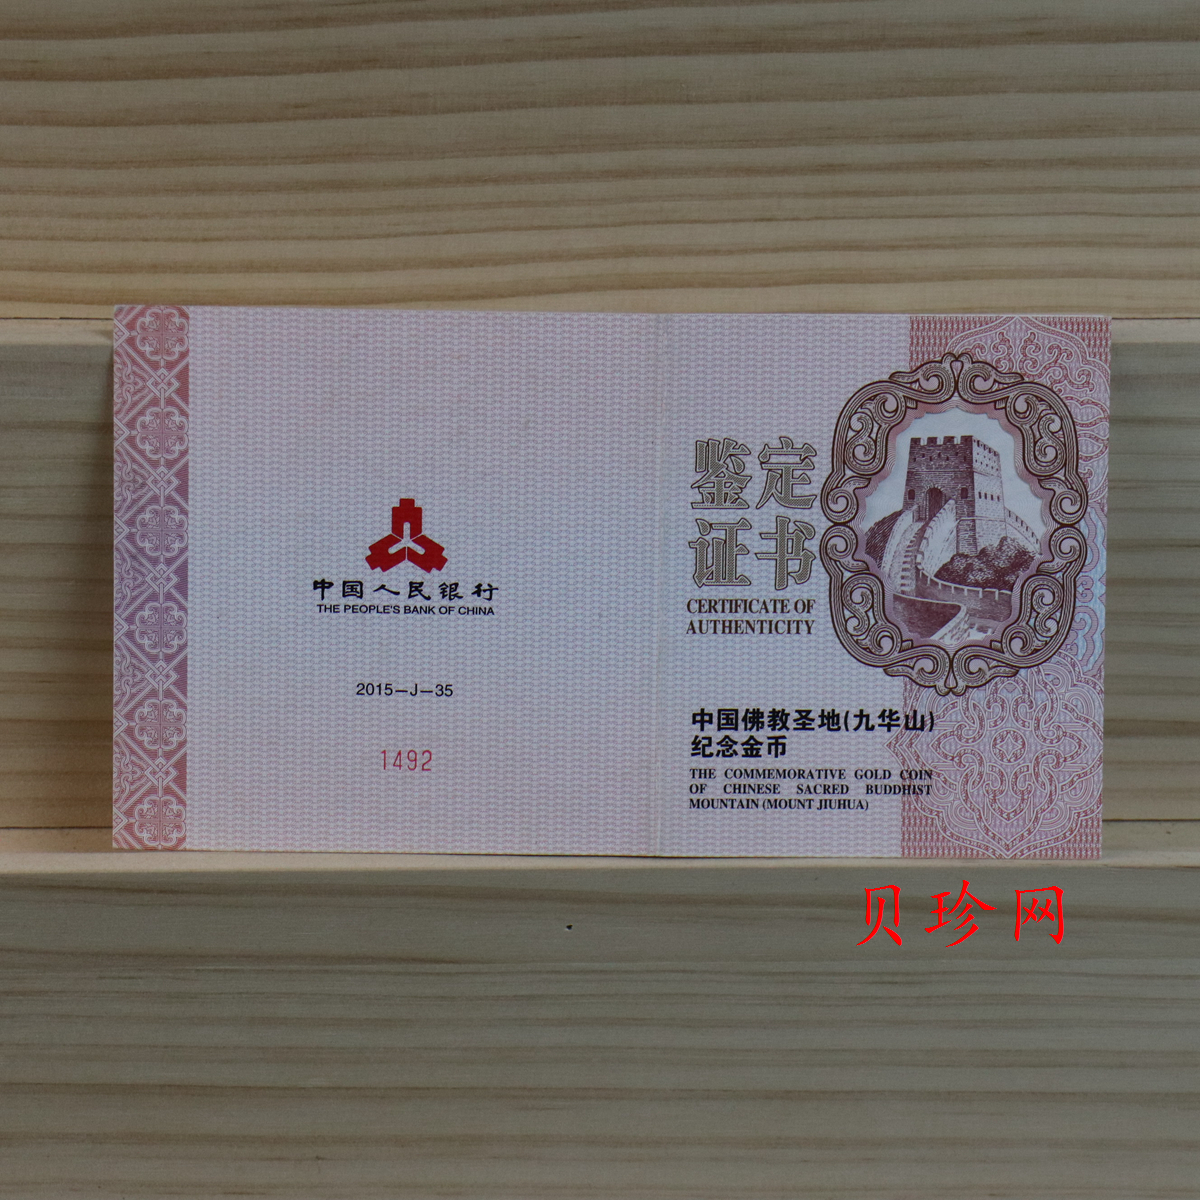 中国人民银行
THE PEOPLE'S BANK OF CHINA
2015—J—35
1492
鉴定
证书
CERTIFICATE OF
AUTHENTICITY
中国佛教圣地(九华山)
纪念金币
THE COMMEMORATIVE GOLD COIN
OF CHINESE SACRED BUDDHIST
MOUNTAIN (MOUNT JIUHUA)
贝珍网